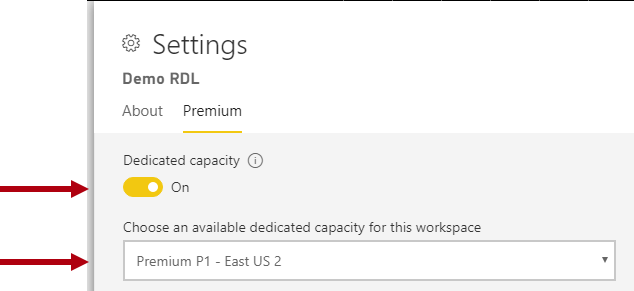 Settings
Demo RDL
About Premium
Dedicated capacity
On
Choose an available dedicated capacity for this workspace
Premium P1 - East US 2